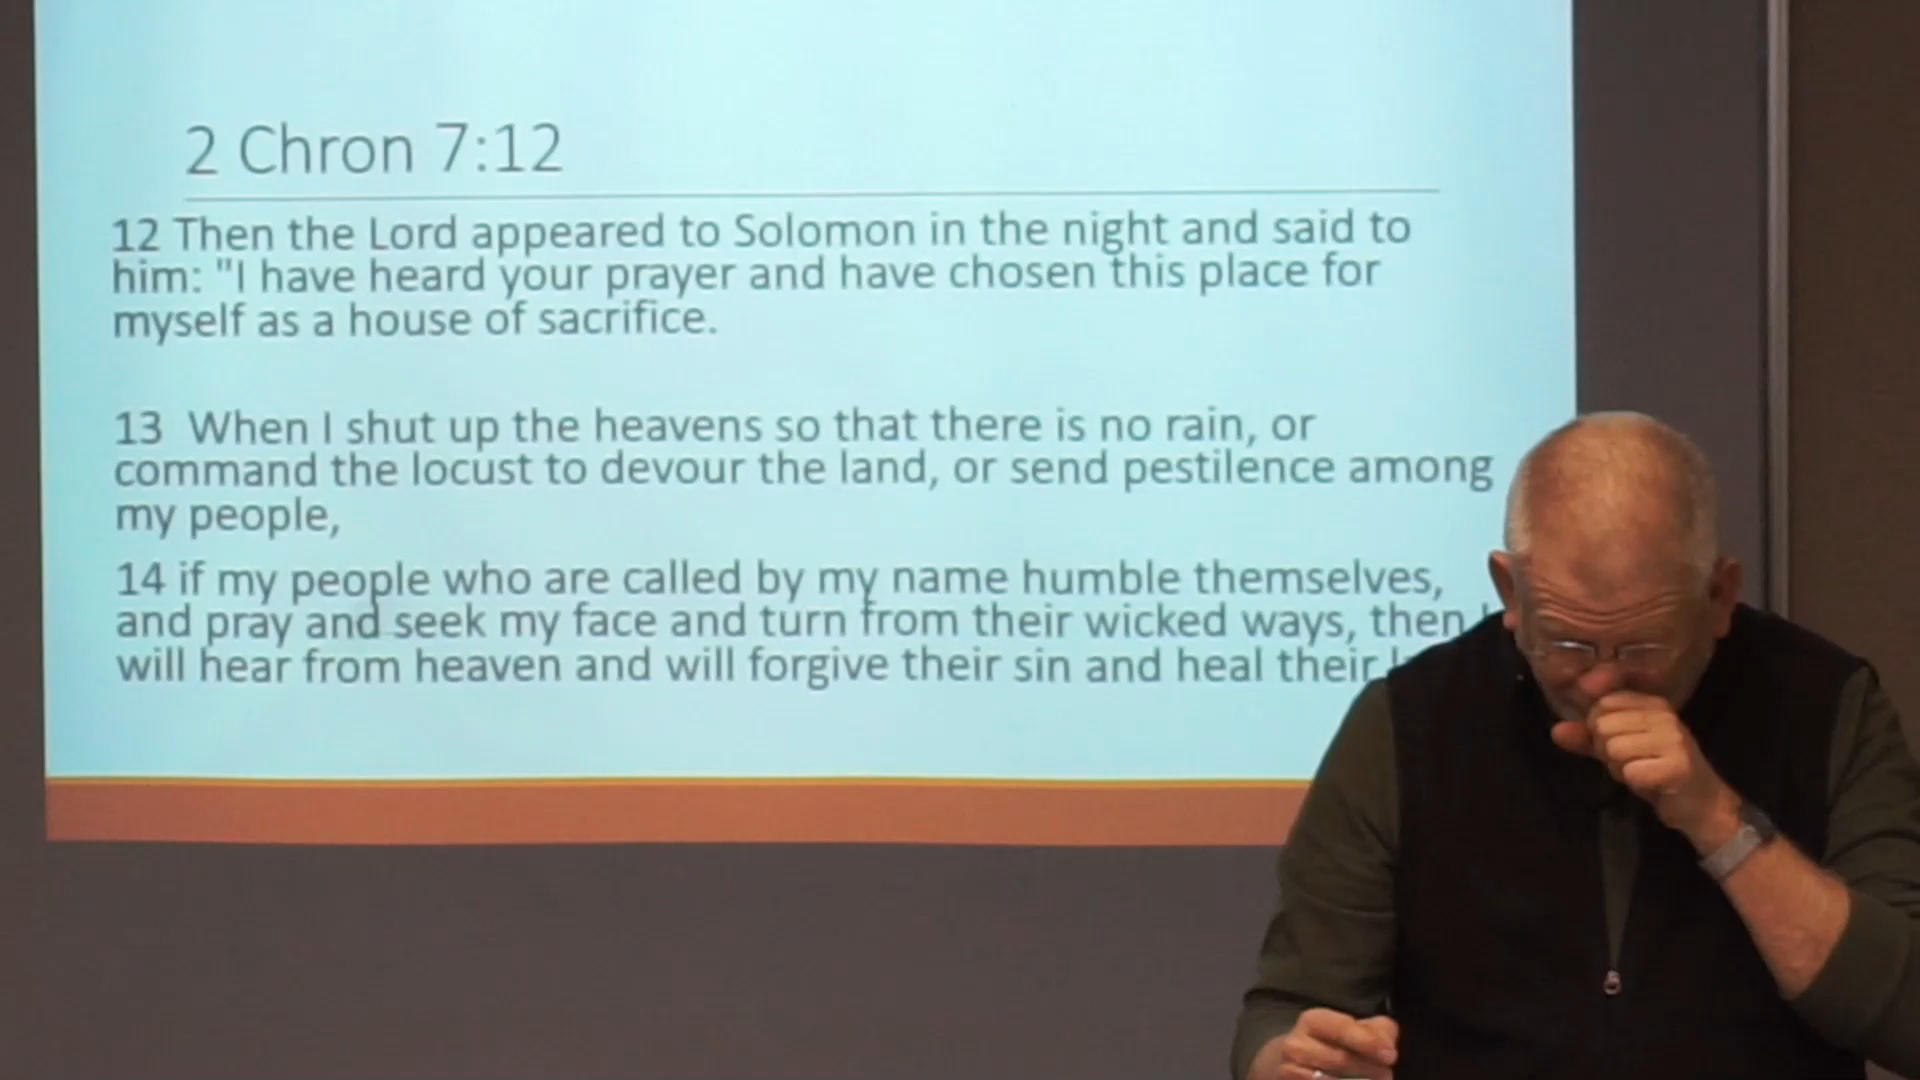 2 Chron 7:12
12 Then the Lord appeared to Solomon in the night and said to
him: "I have heard your prayer and have chosen this place for
myself as a house of sacrifice.
13 When I shut up the heavens so that there is no rain, or
command the locust to devour the land, or send pestilence among
my people,
14 if my people who are called by my name humble themselves,
and pray and seek my face and turn from their wicked ways, then
will hear from heaven and will forgive their sin and heal their